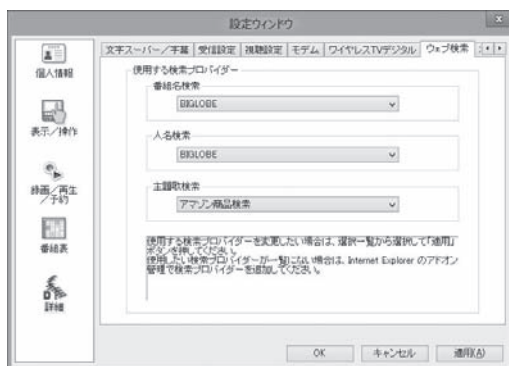 設定ウィンドウ
文字スーパー/字幕 受信設定 視聴設定 モデム ワイヤレスTVデジタル ウェブ検索
個人情報
表示/操作
録画/再生
/予約
番組表
詳細
使用する検索プロバイダー
番組名検索
BIGLOBE
人名検索
BIGLOBE
主題歌検索
アマゾン商品検索
使用する検索プロバイダーを変更したい場合は、選択一覧から選択して「適用」
ボタンを押してください。
使用したい検索プロバイダーが一覧にない場合は、Internet Explorer のアドオン
管理で検索プロバイダーを追加してください。
OK キャンセル 適用(A)